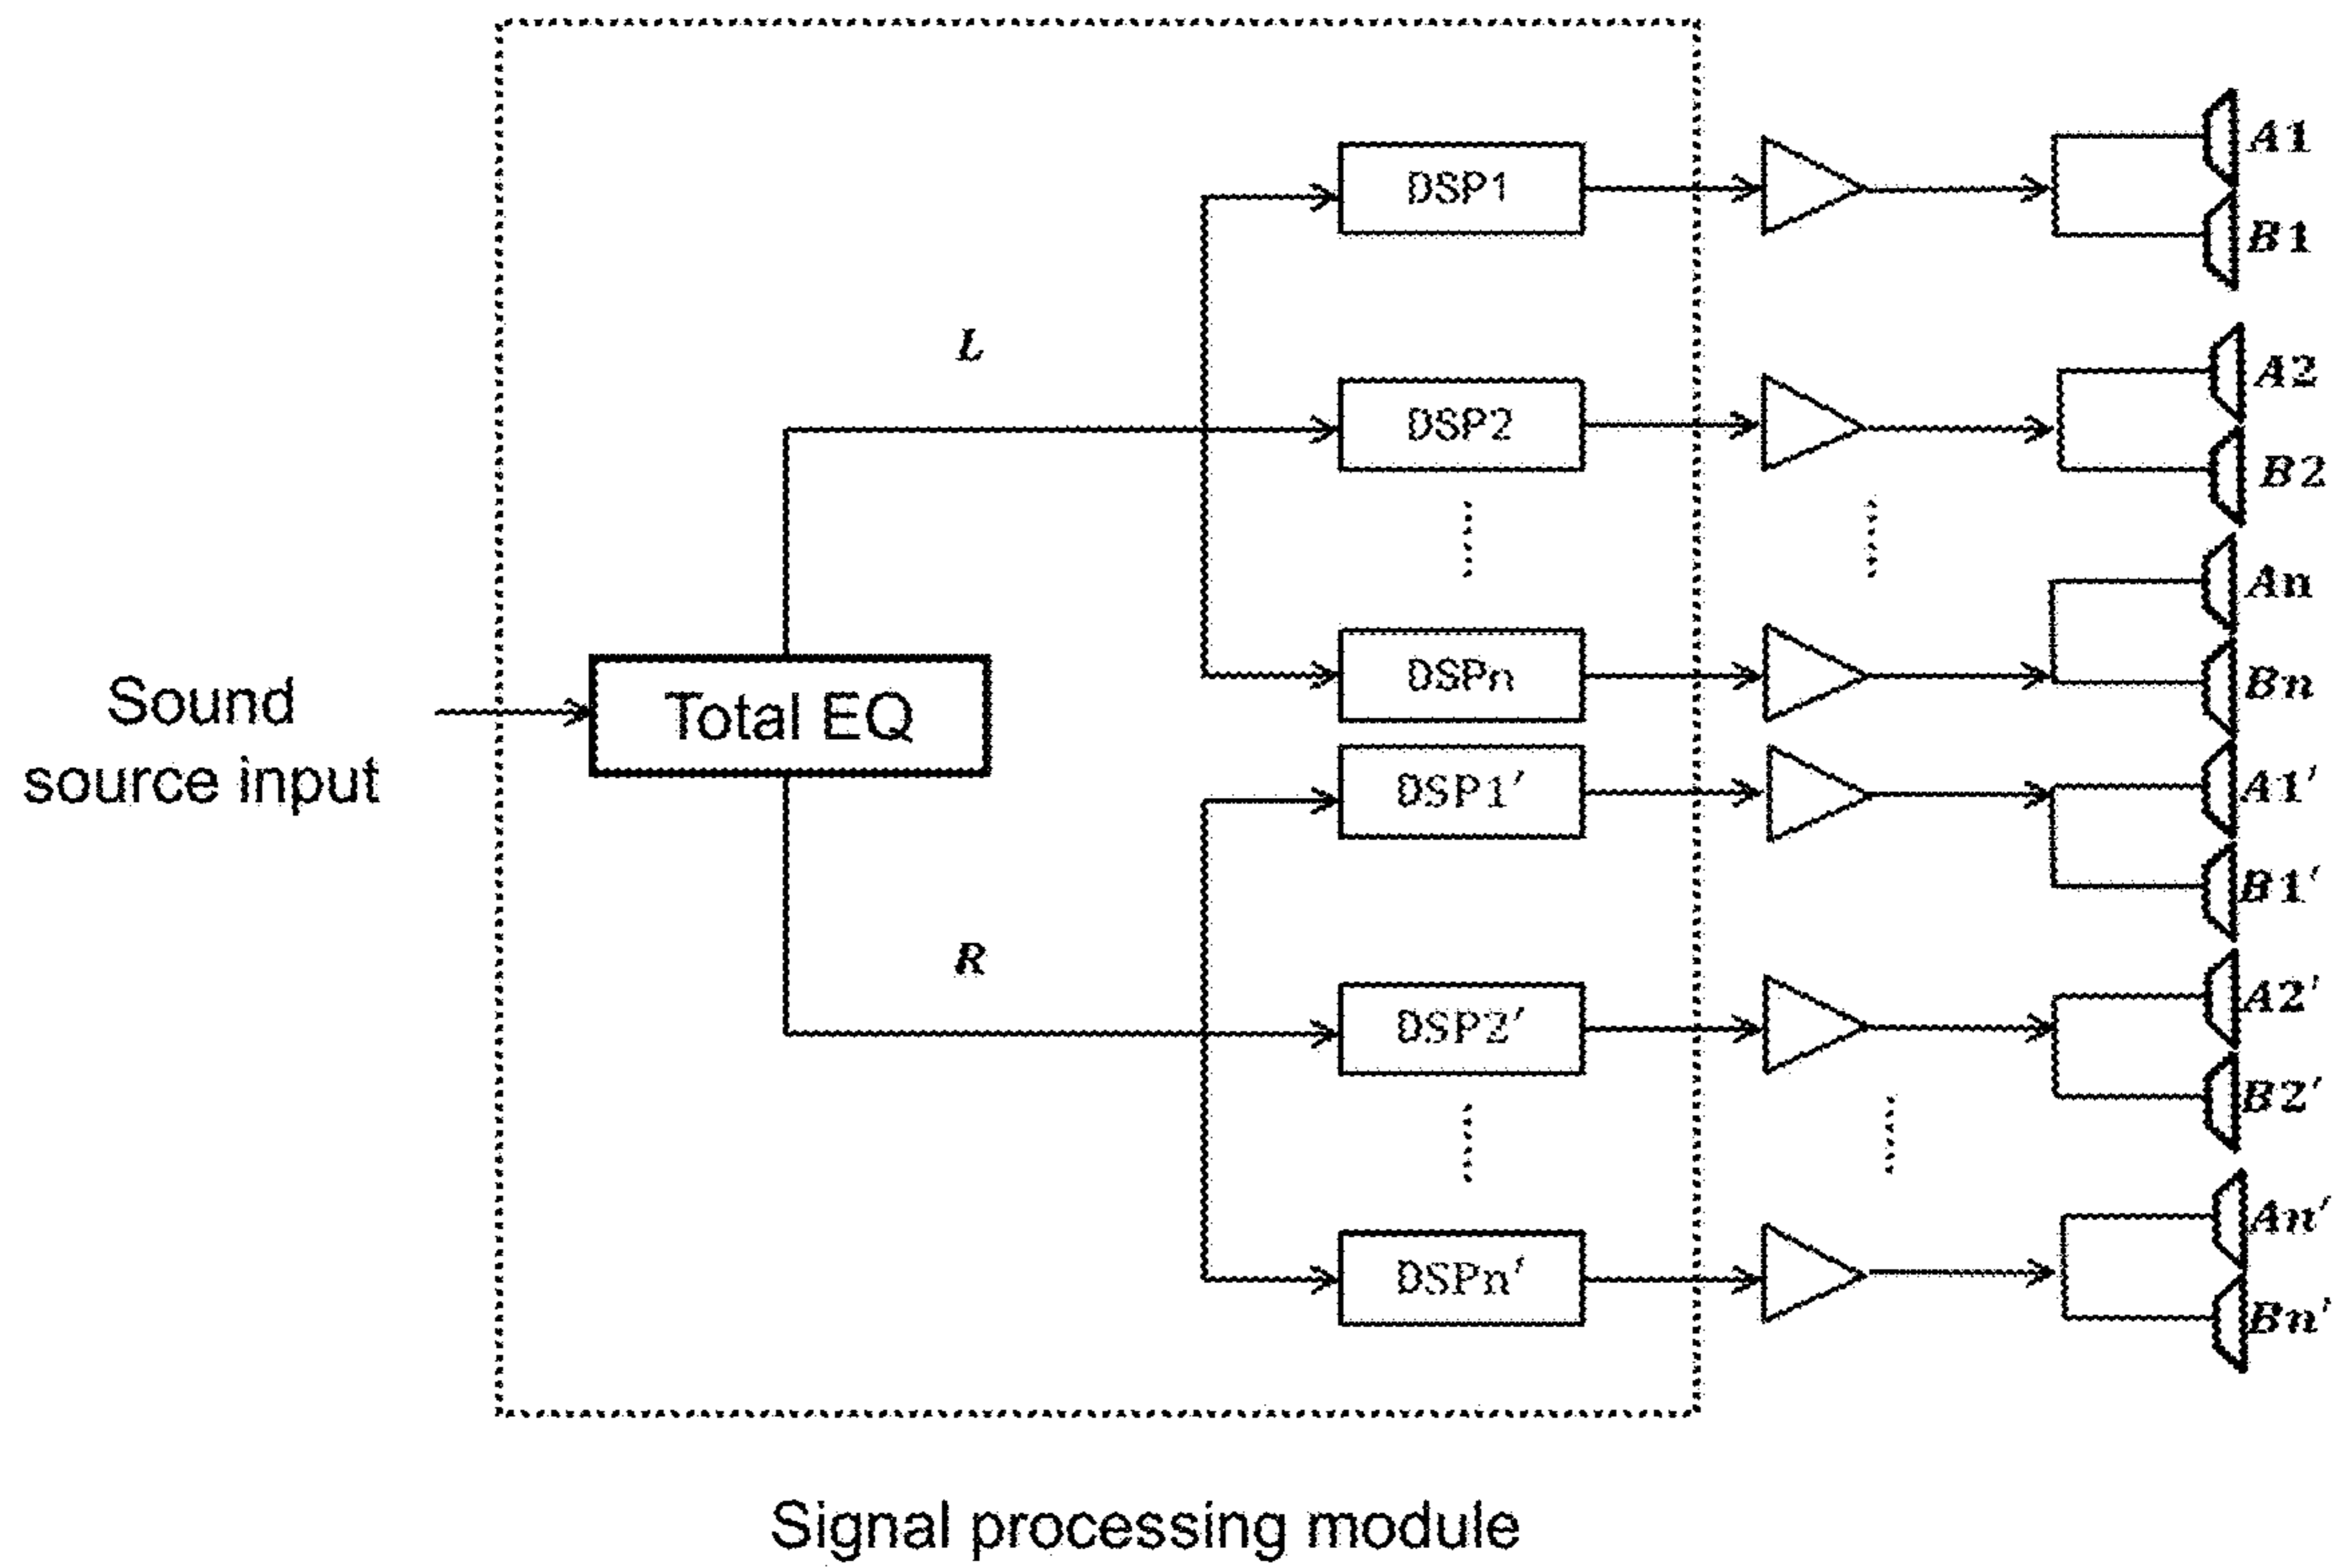 A1
DSP1
B1
L
A2
DSP2
B2
An
Sound
source input
Total EQ
DSPn
Bn
DSP1′
A1′
B1′
R
A2′
DSP2′
B2′
An′
DSPn′
Bn′
Signal processing module